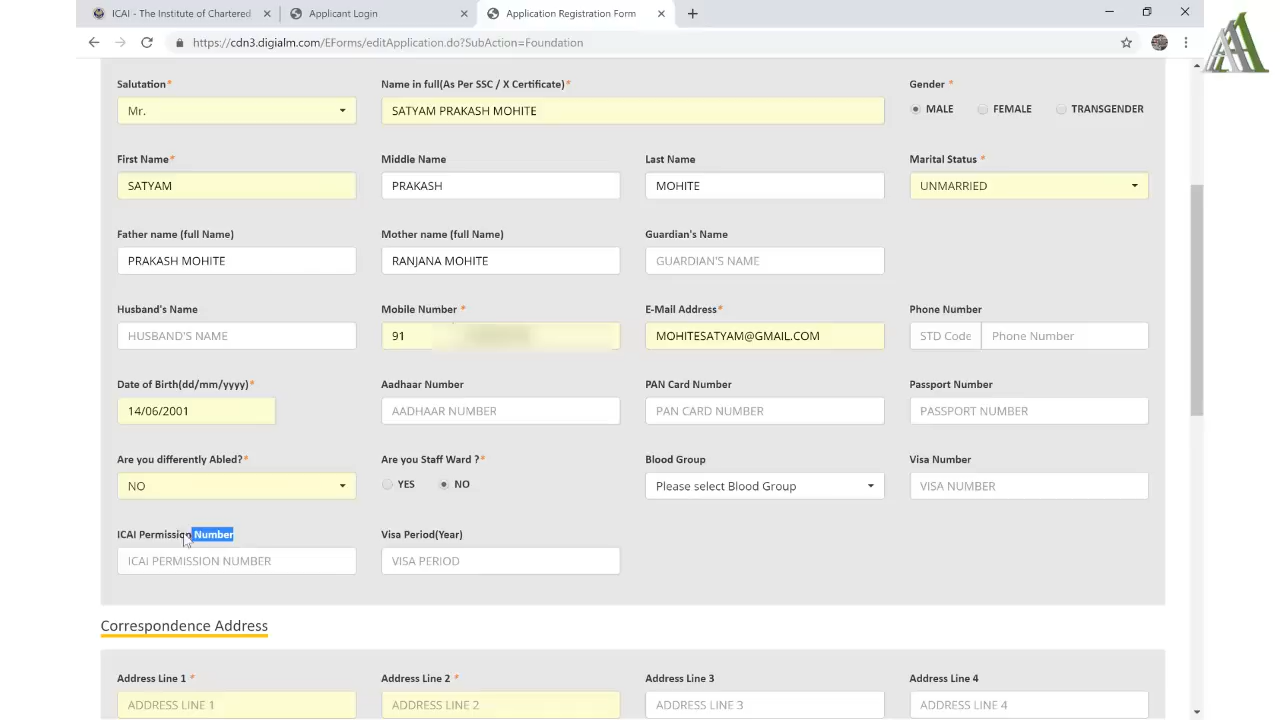 ICAI - The Institute of Chartered
Applicant Login
Application Registration Form
https://cdn3.digialm.com/EForms/editApplication.do?SubAction=Foundation
Salutation* Name in full(As Per SSC / X Certificate)* Gender *
Mr. SATYAM PRAKASH MOHITE MALE FEMALE TRANSGENDER
First Name* Middle Name Last Name Marital Status *
SATYAM PRAKASH MOHITE UNMARRIED
Father name (full Name) Mother name (full Name) Guardian's Name
PRAKASH MOHITE RANJANA MOHITE GUARDIAN'S NAME
Husband's Name Mobile Number * E-Mail Address* Phone Number
HUSBAND'S NAME 91 MOHITESATYAM@GMAIL.COM STD Code Phone Number
Date of Birth(dd/mm/yyyy)* Aadhaar Number PAN Card Number Passport Number
14/06/2001 AADHAAR NUMBER PAN CARD NUMBER PASSPORT NUMBER
Are you differently Abled?* Are you Staff Ward ?* Blood Group Visa Number
NO YES NO Please select Blood Group VISA NUMBER
ICAI Permission Number Visa Period(Year)
ICAI PERMISSION NUMBER VISA PERIOD
Correspondence Address
Address Line 1 * Address Line 2 * Address Line 3 Address Line 4
ADDRESS LINE 1 ADDRESS LINE 2 ADDRESS LINE 3 ADDRESS LINE 4